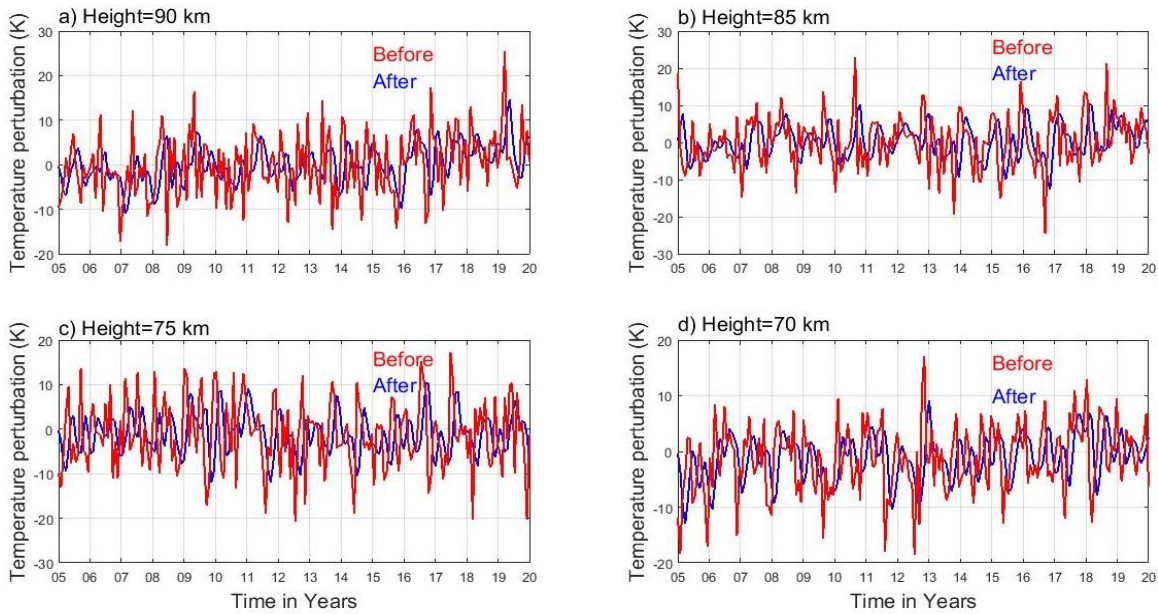 a) Height=90 km
Temperature perturbation (K)
30
20
10
0
-10
-20
Before
After
05 06 07 08 09 10 11 12 13 14 15 16 17 18 19 20
b) Height=85 km
Temperature perturbation (K)
30
20
10
0
-10
-20
-30
Before
After
05 06 07 08 09 10 11 12 13 14 15 16 17 18 19 20
c) Height=75 km
Temperature perturbation (K)
20
10
0
-10
-20
-30
Before
After
05 06 07 08 09 10 11 12 13 14 15 16 17 18 19 20
Time in Years
d) Height=70 km
Temperature perturbation (K)
20
10
0
-10
-20
Before
After
05 06 07 08 09 10 11 12 13 14 15 16 17 18 19 20
Time in Years